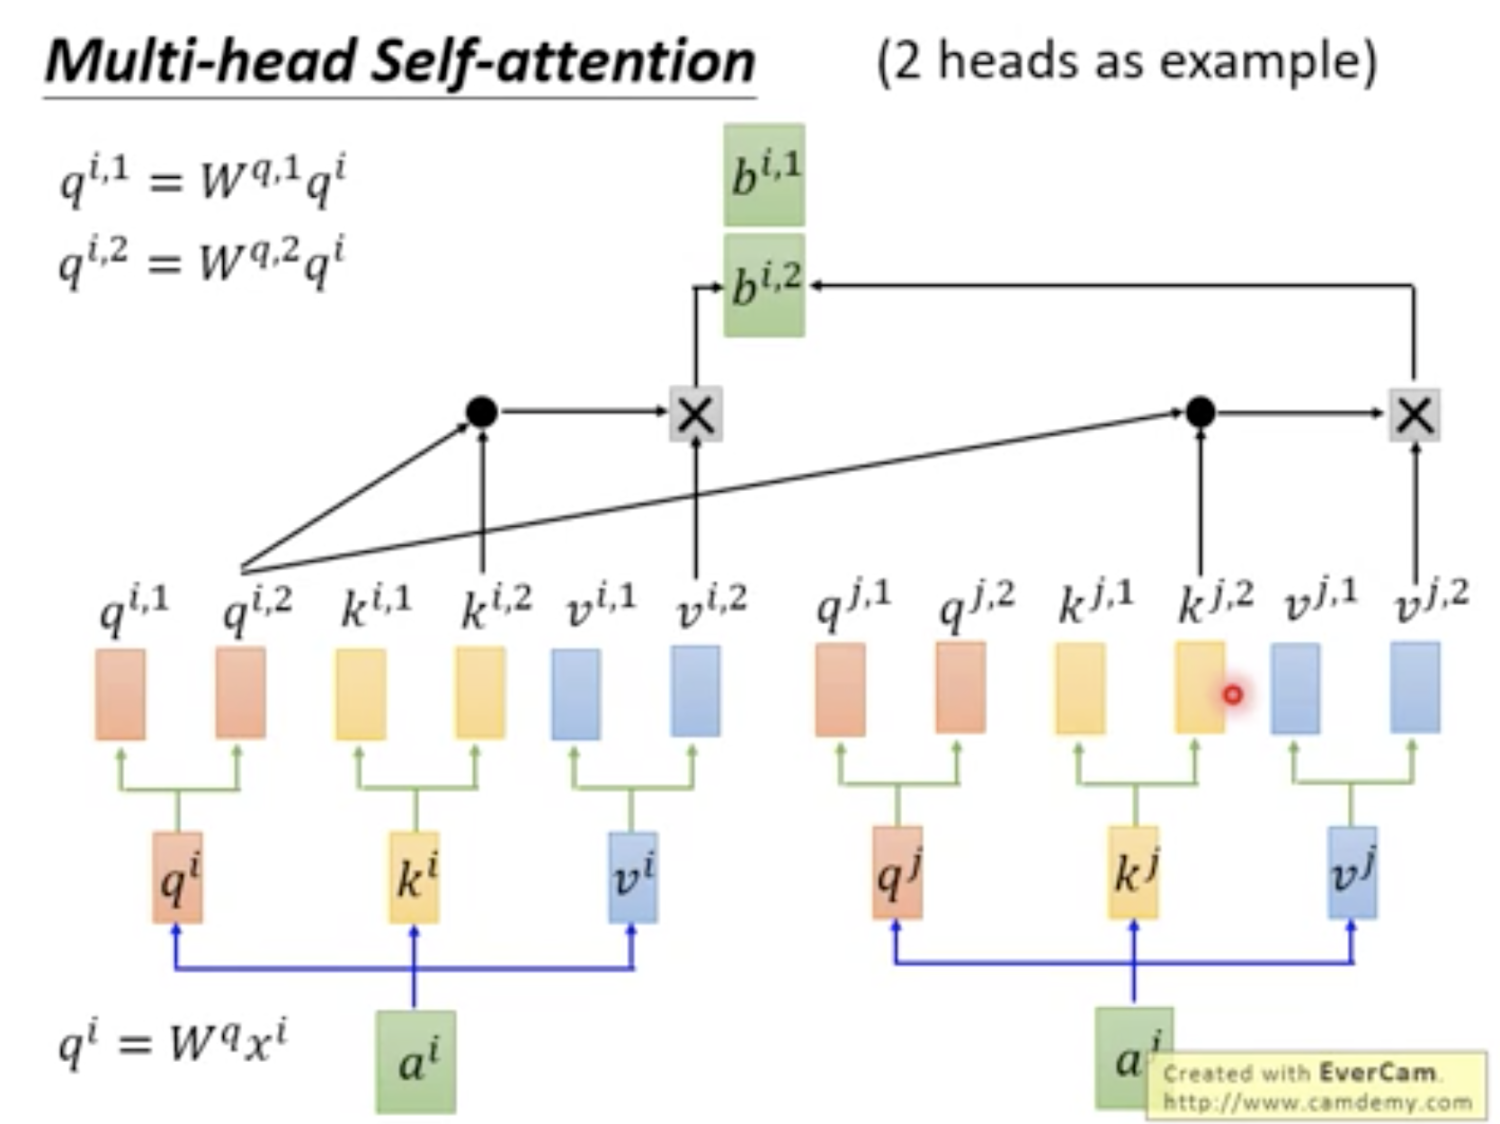 Multi-head Self-attention (2 heads as example)
q^{i,1} = W^{q,1}q^{i}
q^{i,2} = W^{q,2}q^{i}
b^{i,1}
b^{i,2}
q^{i,1} q^{i,2} k^{i,1} k^{i,2} v^{i,1} v^{i,2} q^{j,1} q^{j,2} k^{j,1} k^{j,2} v^{j,1} v^{j,2}
q^{i} k^{i} v^{i} q^{j} k^{j} v^{j}
q^{i} = W^{q}x^{i}
a^{i} a^{j}
Created with EverCam.
http://www.camdemy.com